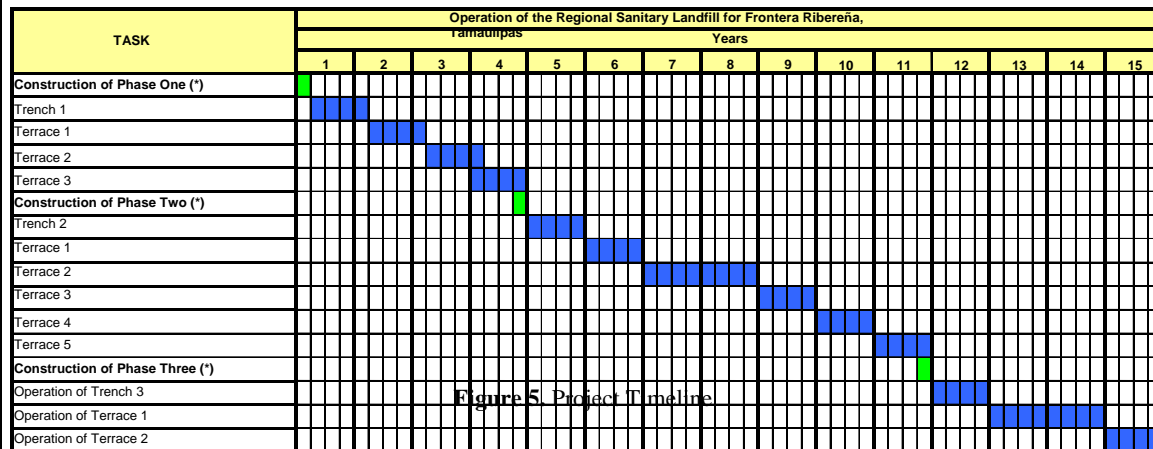 Operation of the Regional Sanitary Landfill for Frontera Ribereña,
Tamaulipas
TASK
Years
1 2 3 4 5 6 7 8 9 10 11 12 13 14 15
Construction of Phase One (*)
Trench 1
Terrace 1
Terrace 2
Terrace 3
Construction of Phase Two (*)
Trench 2
Terrace 1
Terrace 2
Terrace 3
Terrace 4
Terrace 5
Construction of Phase Three (*)
Operation of Trench 3
Figure 5. Project Timeline
Operation of Terrace 1
Operation of Terrace 2